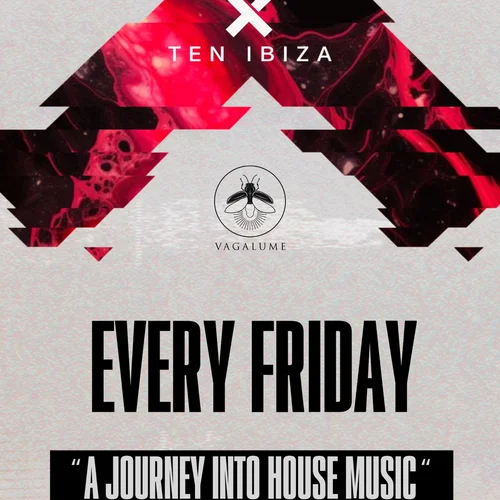 TEN IBIZA
VAGALUME
EVERY FRIDAY
“ A JOURNEY INTO HOUSE MUSIC “